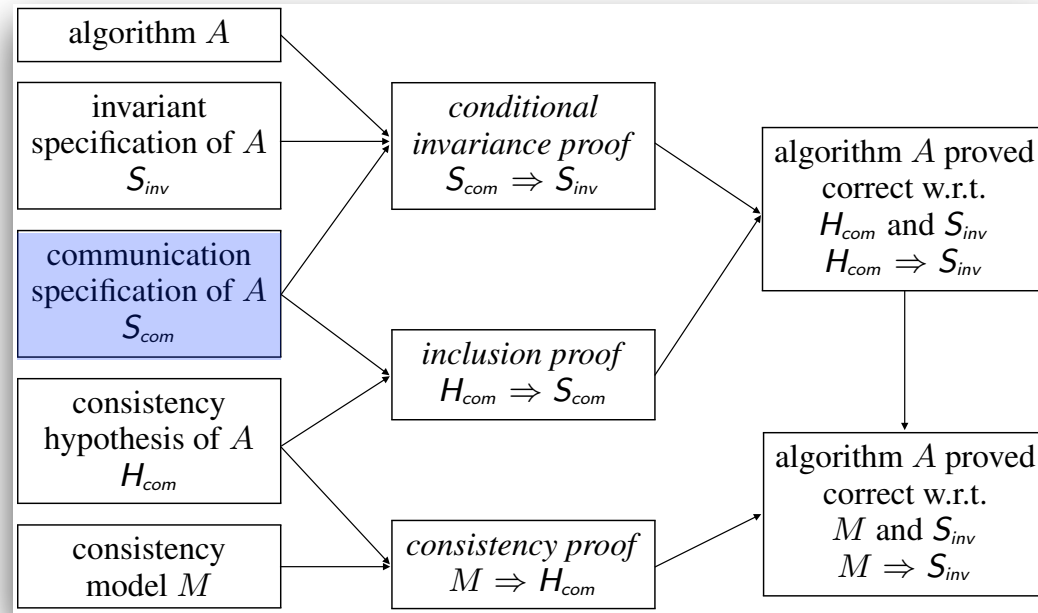 algorithm A
invariant
specification of A
S_inv
communication
specification of A
S_com
consistency
hypothesis of A
H_com
consistency
model M
conditional
invariance proof
S_com ⇒ S_inv
inclusion proof
H_com ⇒ S_com
consistency proof
M ⇒ H_com
algorithm A proved
correct w.r.t.
H_com and S_inv
H_com ⇒ S_inv
algorithm A proved
correct w.r.t.
M and S_inv
M ⇒ S_inv